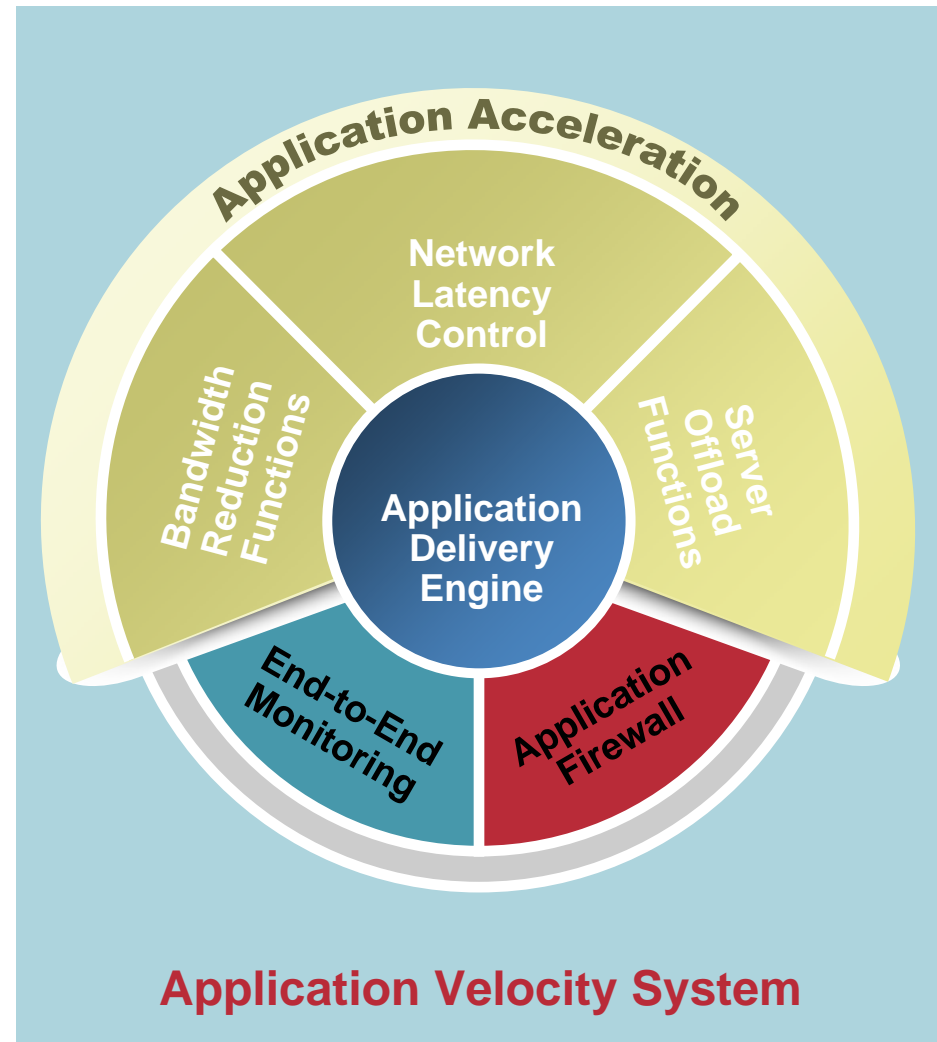 Application Acceleration
Network
Latency
Control
Bandwidth
Reduction
Functions
Server
Offload
Functions
Application
Delivery
Engine
End-to-End
Monitoring
Application
Firewall
Application Velocity System